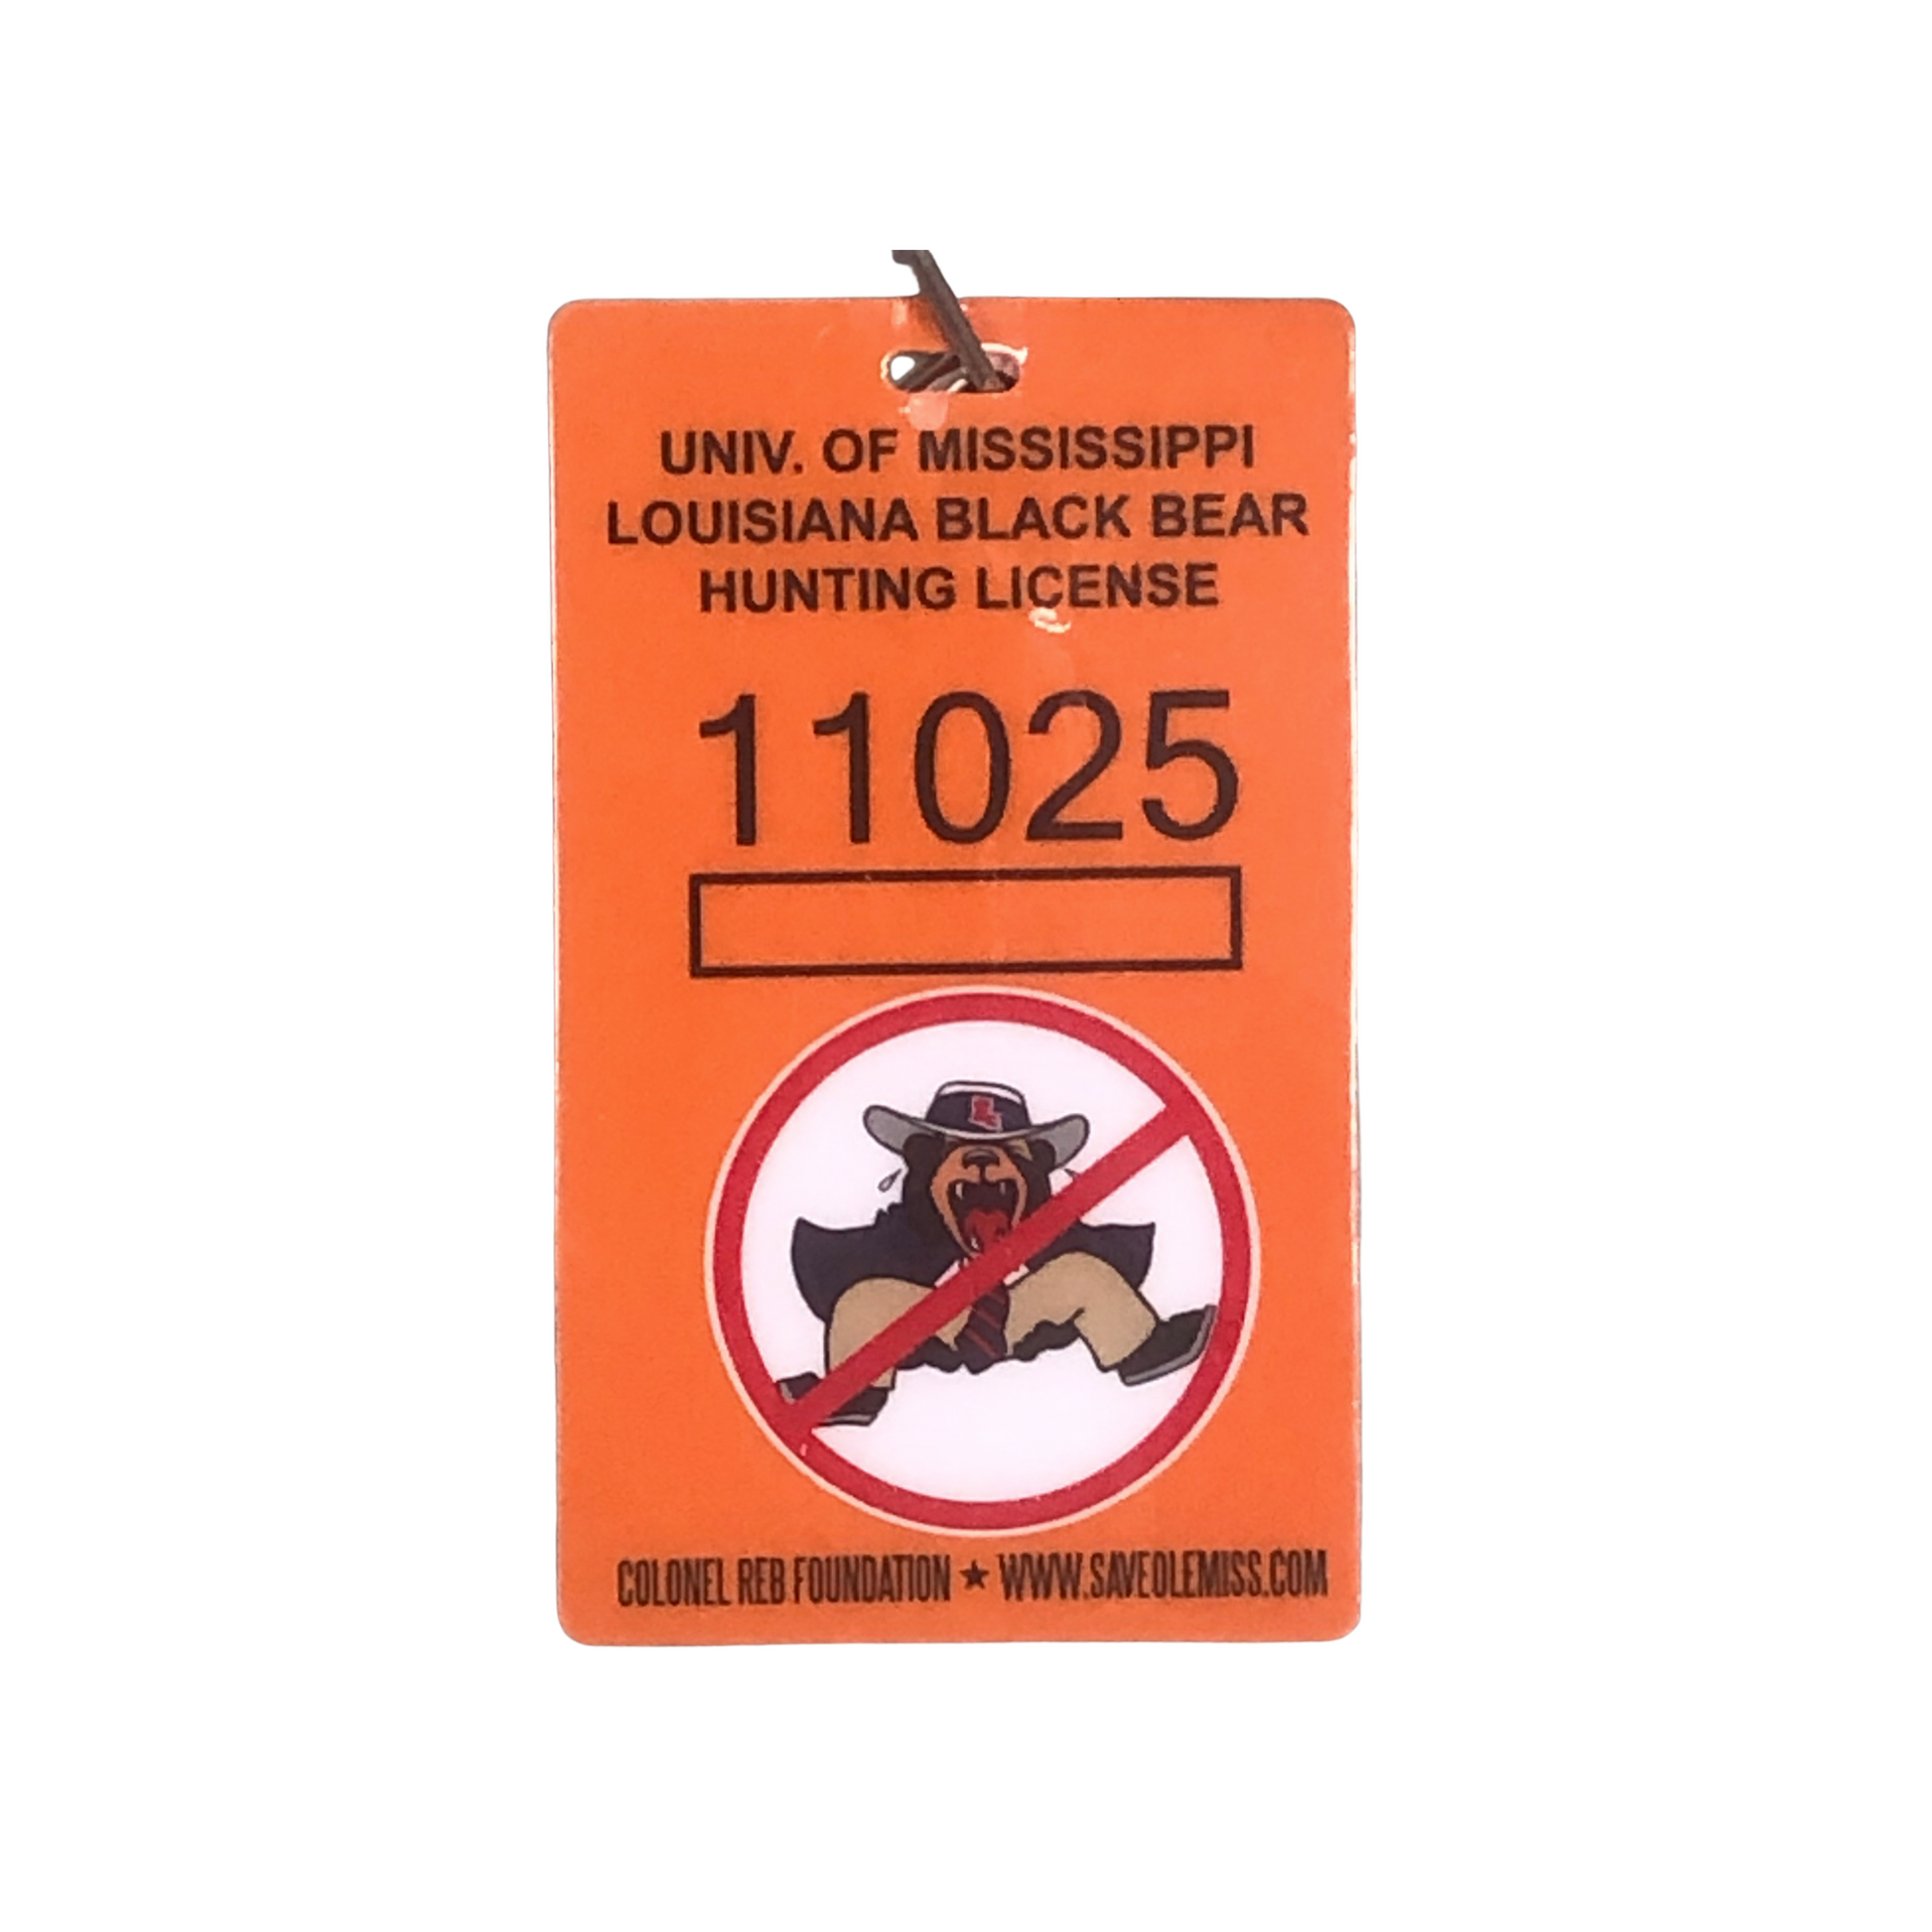 UNIV. OF MISSISSIPPI
LOUISIANA BLACK BEAR
HUNTING LICENSE
11025
COLONEL REB FOUNDATION ★ WWW.SAVEOLEMISS.COM